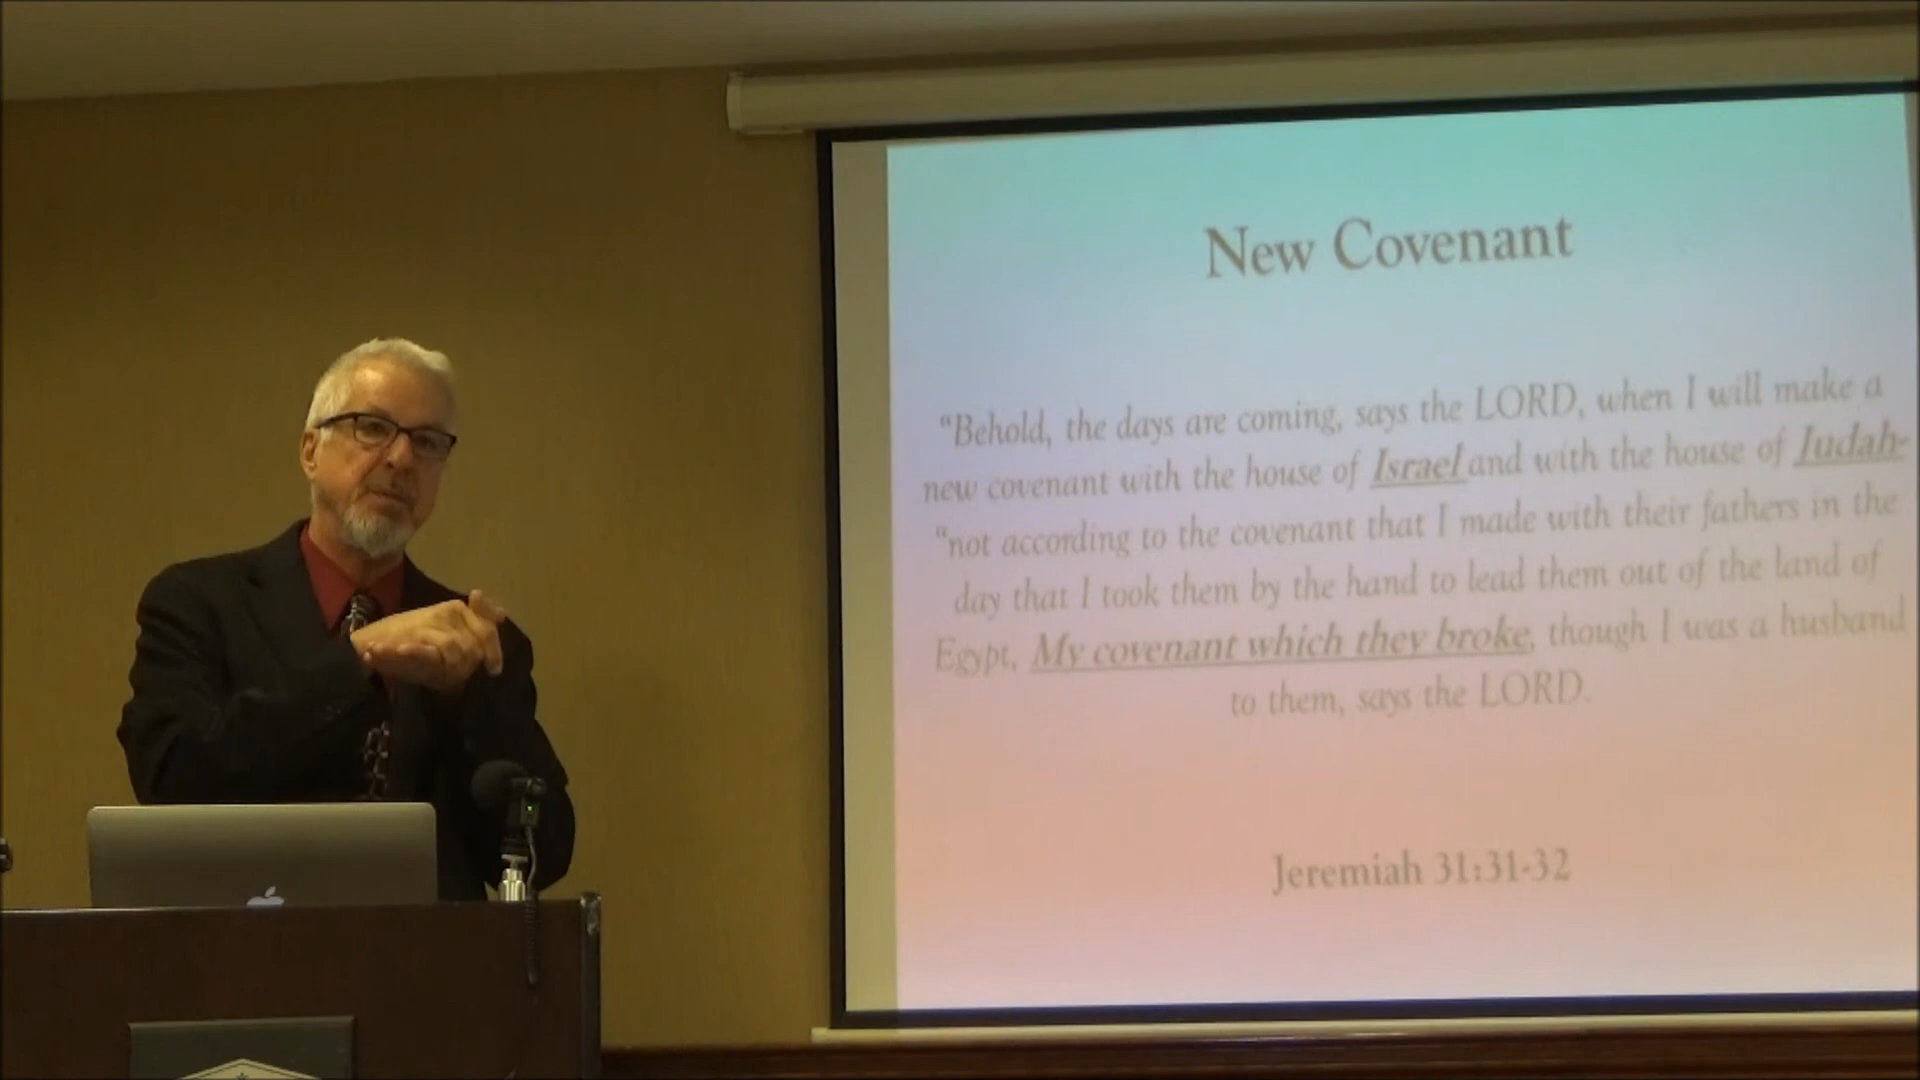 New Covenant
“Behold, the days are coming, says the LORD, when I will make a
new covenant with the house of Israel and with the house of Judah-
“not according to the covenant that I made with their fathers in the
day that I took them by the hand to lead them out of the land of
Egypt, My covenant which they broke, though I was a husband
to them, says the LORD.
Jeremiah 31:31-32